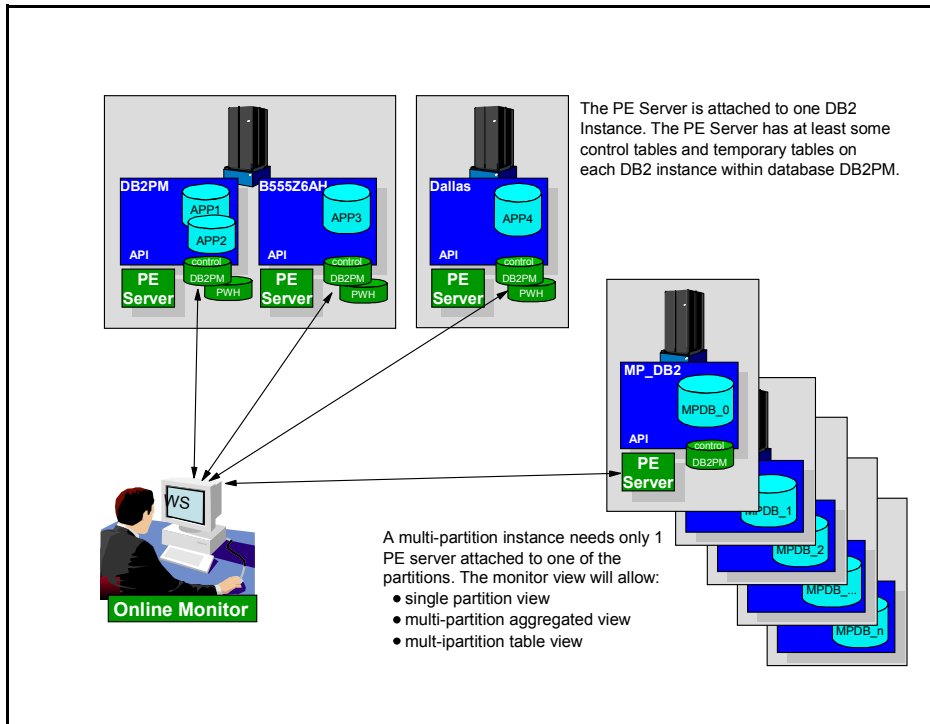 The PE Server is attached to one DB2
Instance. The PE Server has at least some
control tables and temporary tables on
each DB2 instance within database DB2PM.
DB2PM
APP1
APP2
API
PE
Server
control
DB2PM
PWH
B555Z6AH
APP3
API
PE
Server
control
DB2PM
PWH
Dallas
APP4
API
PE
Server
control
DB2PM
PWH
MP_DB2
MPDB_0
API
PE
Server
control
DB2PM
MPDB_1
MPDB_2
MPDB_...
MPDB_n
WS
Online Monitor
A multi-partition instance needs only 1
PE server attached to one of the
partitions. The monitor view will allow:
● single partition view
● multi-partition aggregated view
● mult-ipartition table view